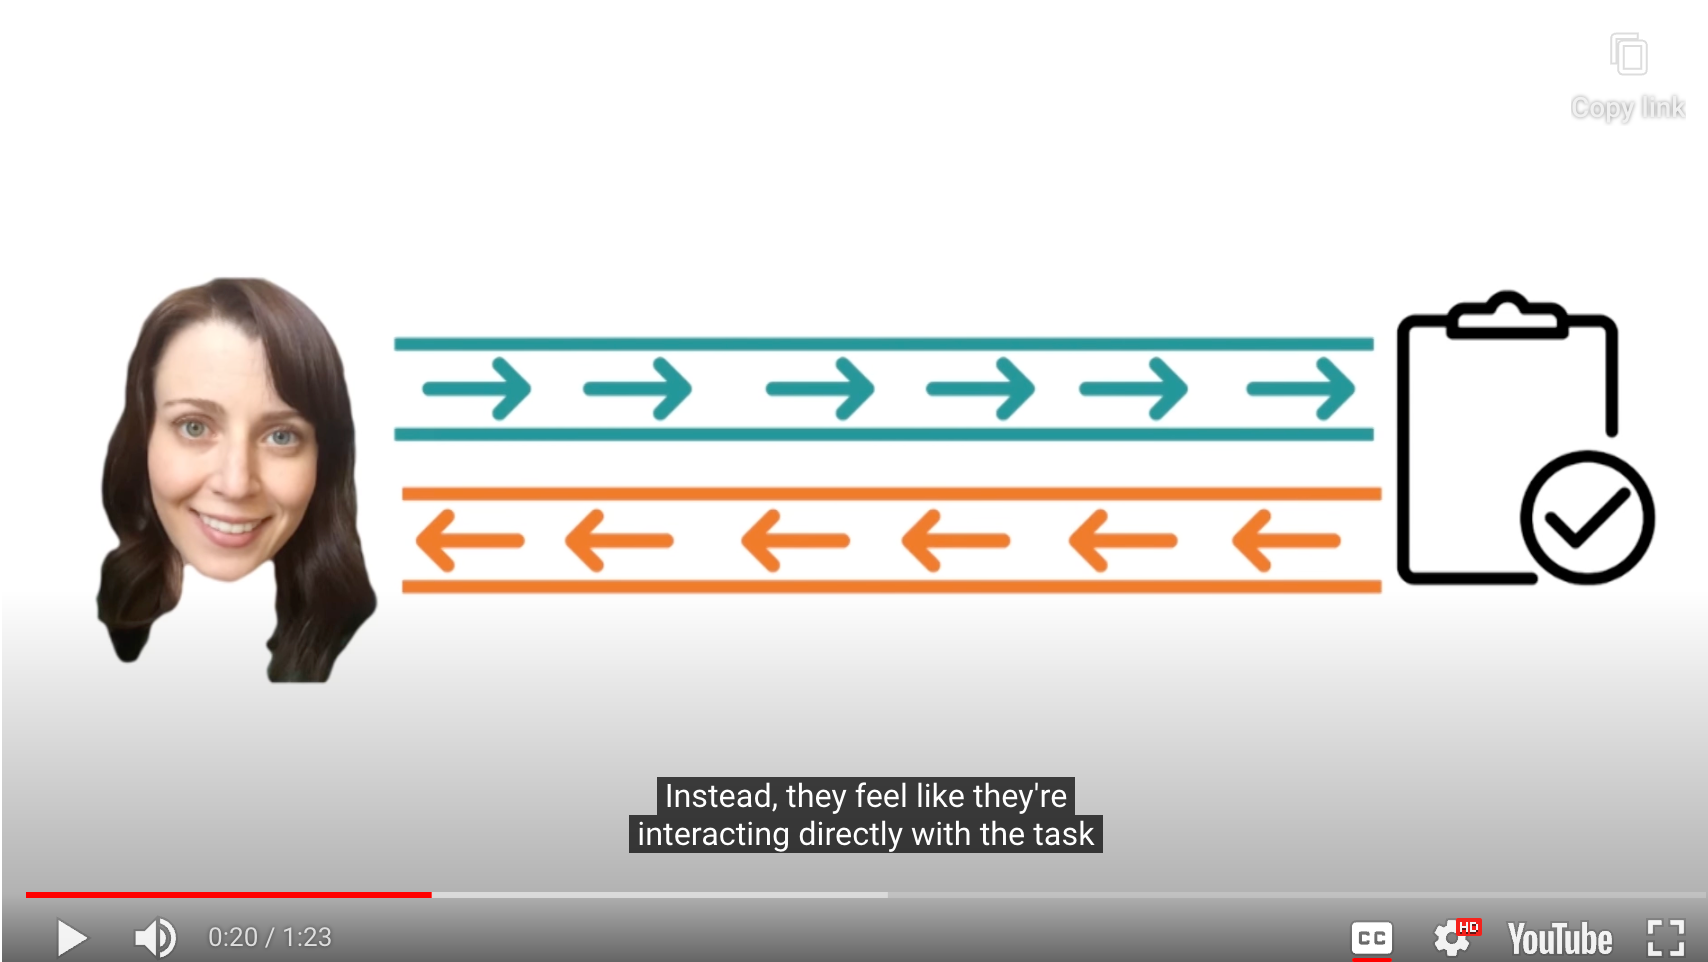 Copy link
Instead, they feel like they're
interacting directly with the task
0:20 / 1:23
CC
HD
YouTube